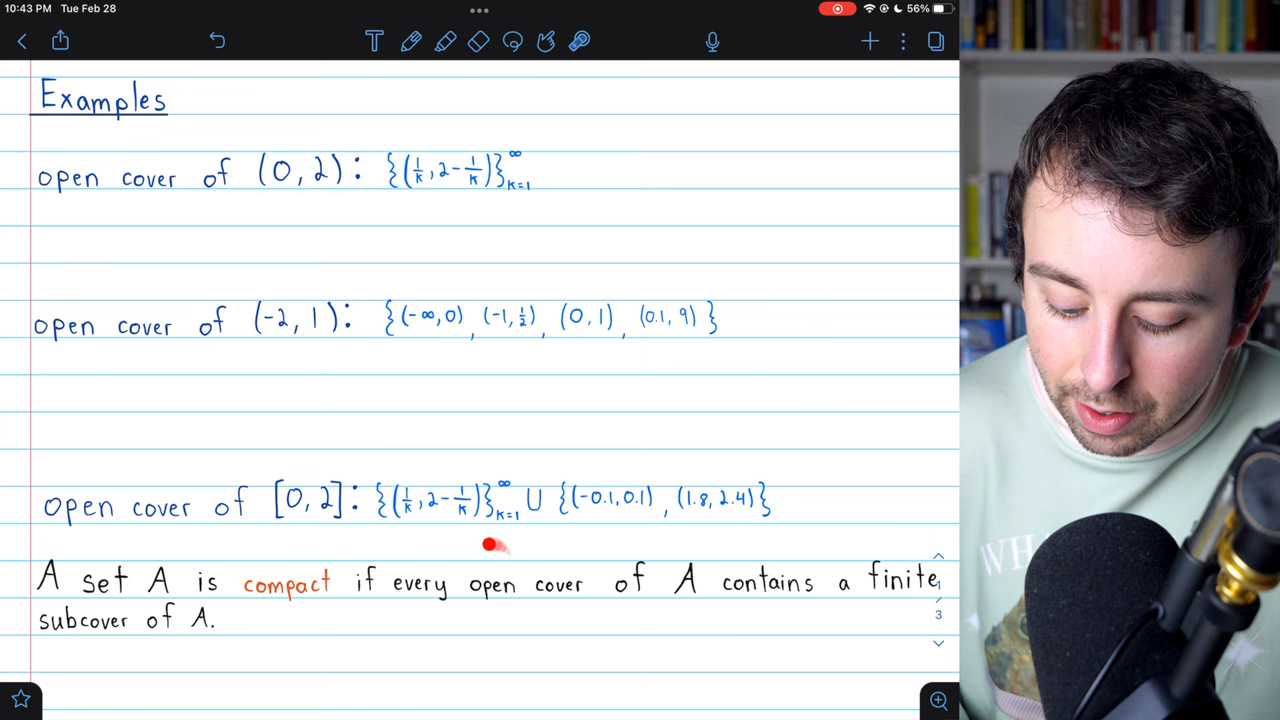 10:43 PM Tue Feb 28
56%
Examples
open cover of (0, 2): {(1/k, 2 - 1/k)}_{k=1}^∞
open cover of (-2, 1): {(-∞, 0), (-1, 1/2), (0, 1), (0.1, 9)}
open cover of [0, 2]: {(1/k, 2 - 1/k)}_{k=1}^∞ ∪ {(-0.1, 0.1), (1.8, 2.4)}
A set A is compact if every open cover of A contains a finite
subcover of A.
1
/
3
WH